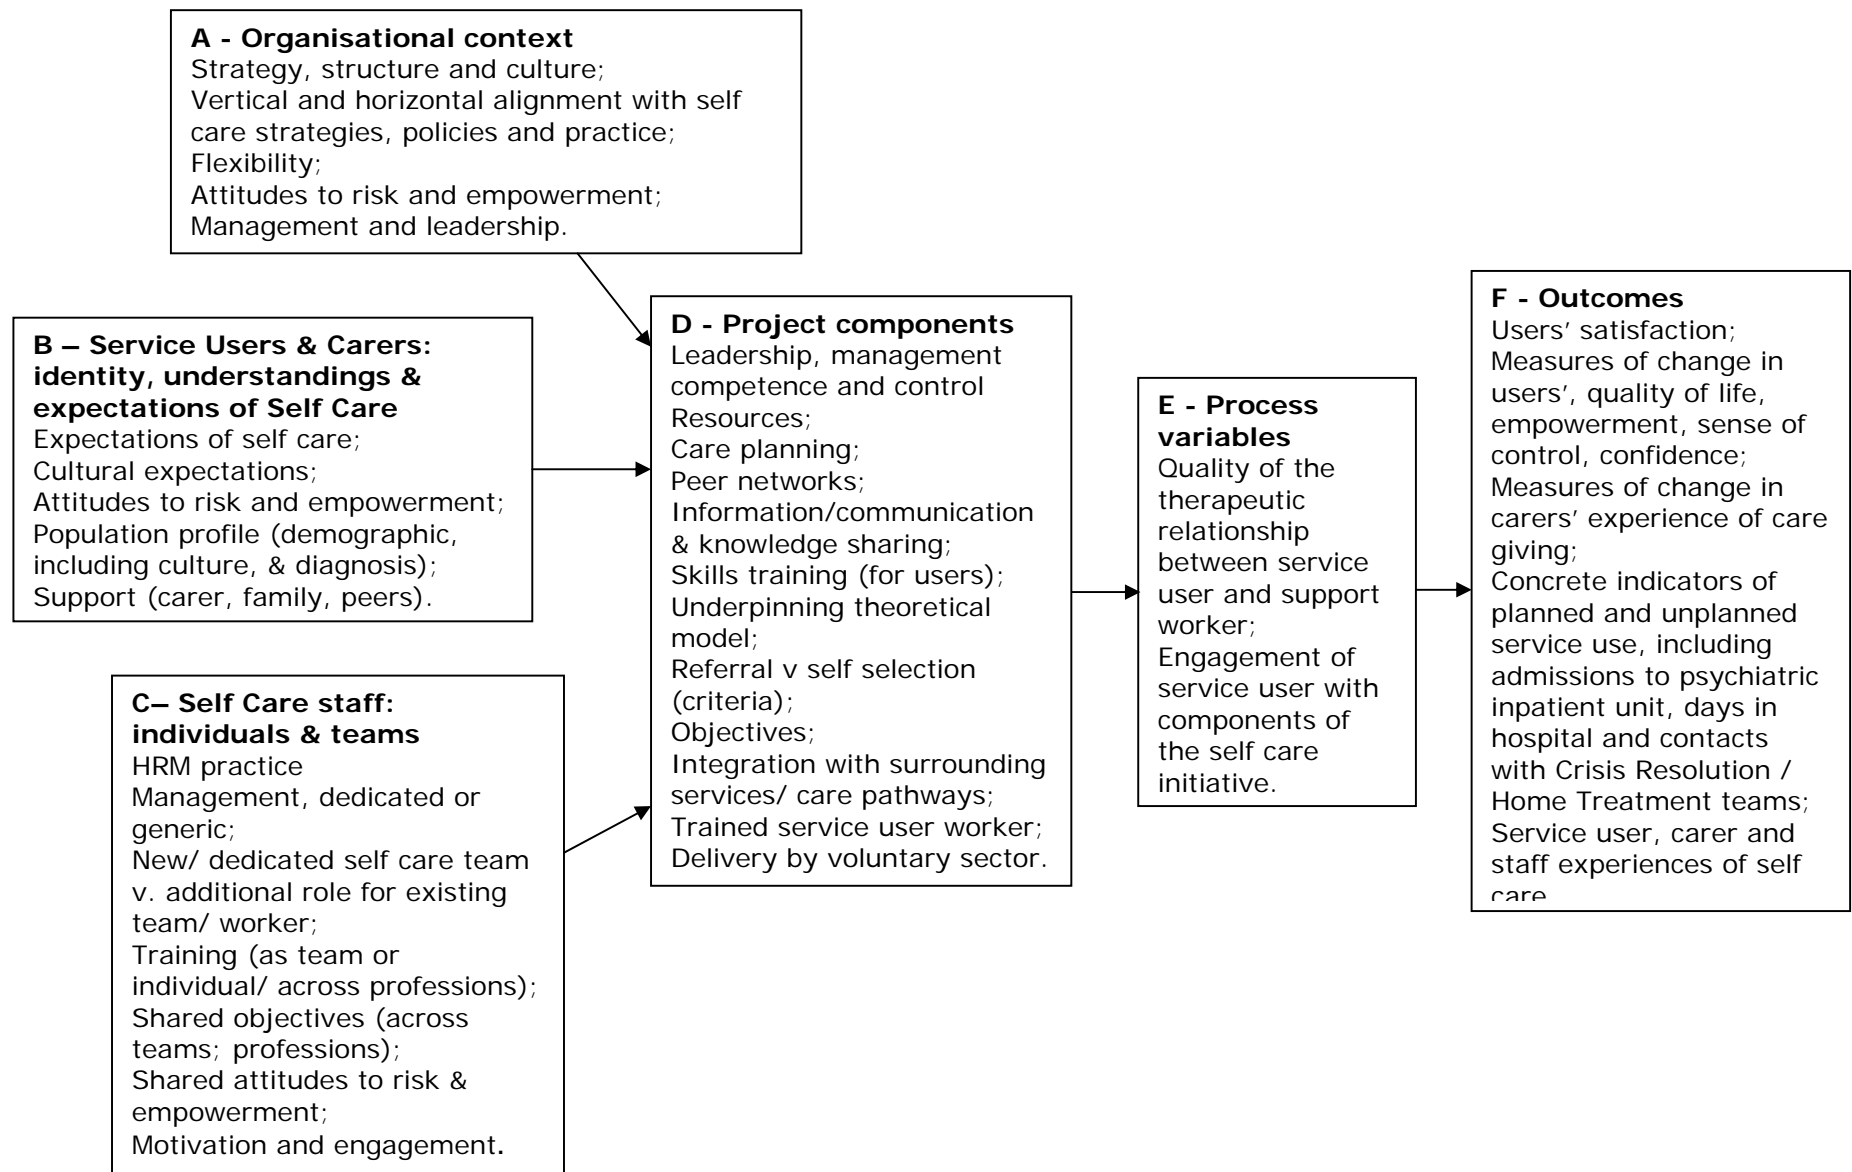 A - Organisational context
Strategy, structure and culture;
Vertical and horizontal alignment with self
care strategies, policies and practice;
Flexibility;
Attitudes to risk and empowerment;
Management and leadership.
B – Service Users & Carers:
identity, understandings &
expectations of Self Care
Expectations of self care;
Cultural expectations;
Attitudes to risk and empowerment;
Population profile (demographic,
including culture, & diagnosis);
Support (carer, family, peers).
C– Self Care staff:
individuals & teams
HRM practice
Management, dedicated or
generic;
New/ dedicated self care team
v. additional role for existing
team/ worker;
Training (as team or
individual/ across professions);
Shared objectives (across
teams; professions);
Shared attitudes to risk &
empowerment;
Motivation and engagement.
D - Project components
Leadership, management
competence and control
Resources;
Care planning;
Peer networks;
Information/communication
& knowledge sharing;
Skills training (for users);
Underpinning theoretical
model;
Referral v self selection
(criteria);
Objectives;
Integration with surrounding
services/ care pathways;
Trained service user worker;
Delivery by voluntary sector.
E - Process
variables
Quality of the
therapeutic
relationship
between service
user and support
worker;
Engagement of
service user with
components of
the self care
initiative.
F - Outcomes
Users’ satisfaction;
Measures of change in
users’, quality of life,
empowerment, sense of
control, confidence;
Measures of change in
carers’ experience of care
giving;
Concrete indicators of
planned and unplanned
service use, including
admissions to psychiatric
inpatient unit, days in
hospital and contacts
with Crisis Resolution /
Home Treatment teams;
Service user, carer and
staff experiences of self
care